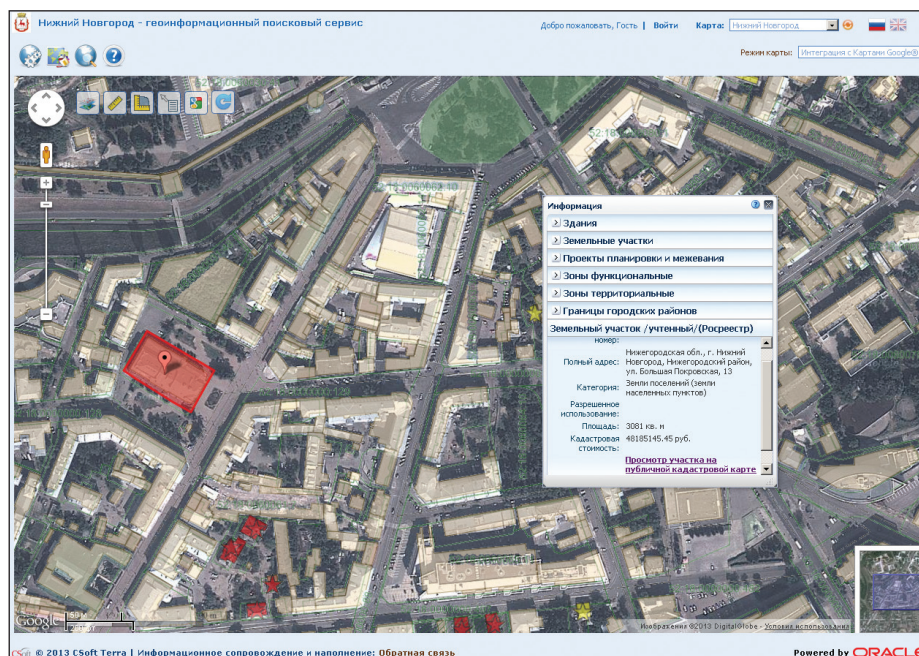 Нижний Новгород - геоинформационный поисковый сервис
Добро пожаловать, Гость | Войти Карта: Нижний Новгород
Режим карты: Интеграция с Картами Google®
Информация
Здания
Земельные участки
Проекты планировки и межевания
Зоны функциональные
Зоны территориальные
Границы городских районов
Земельный участок /учтенный/(Росреестр)
номер:
Полный адрес: Нижегородская обл., г. Нижний
Новгород, Нижегородский район,
ул. Большая Покровская, 13
Категория: Земли поселений (земли
населенных пунктов)
Разрешенное
использование:
Площадь: 3081 кв. м
Кадастровая
стоимость: 48185145.45 руб.
Просмотр участка на
публичной кадастровой карте
Google
50 м
Изображения ©2013 DigitalGlobe - Условия использования
CSoft © 2013 CSoft Terra | Информационное сопровождение и наполнение: Обратная связь
Powered by ORACLE